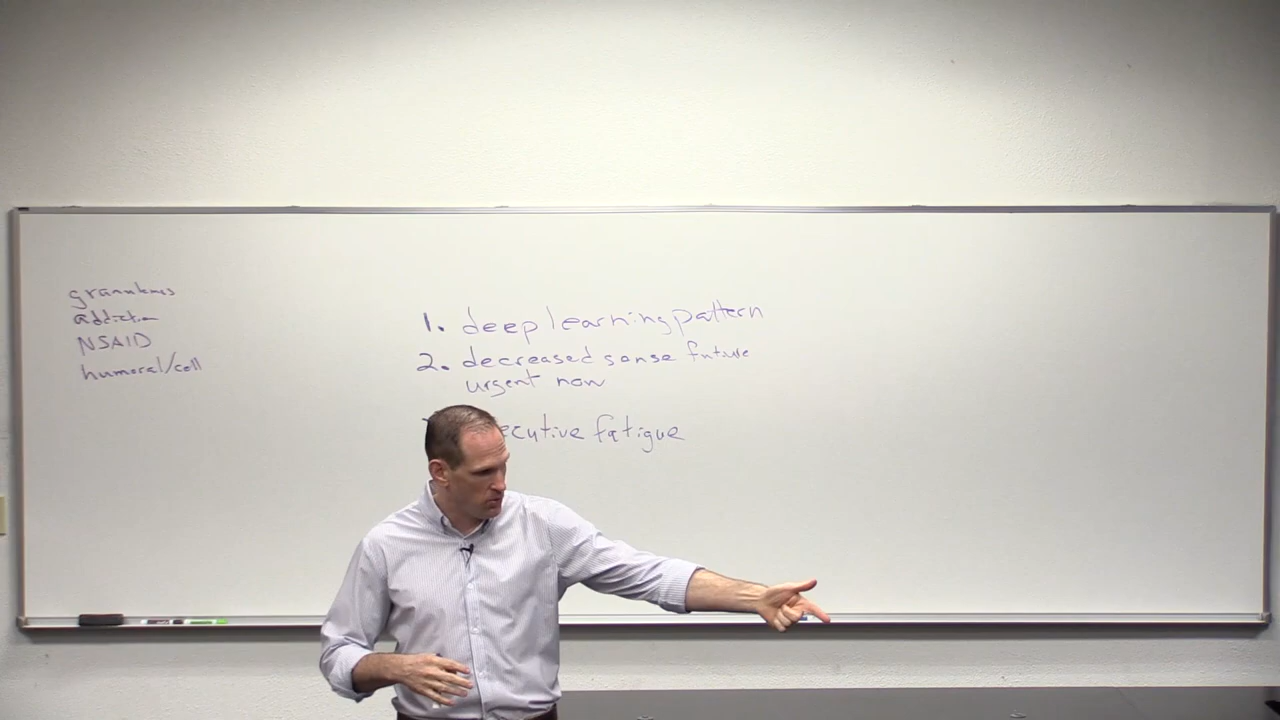 granulomas
addiction
NSAID
humoral/cell
1. deep learning pattern
2. decreased sense future
urgent now
ecutive fatigue